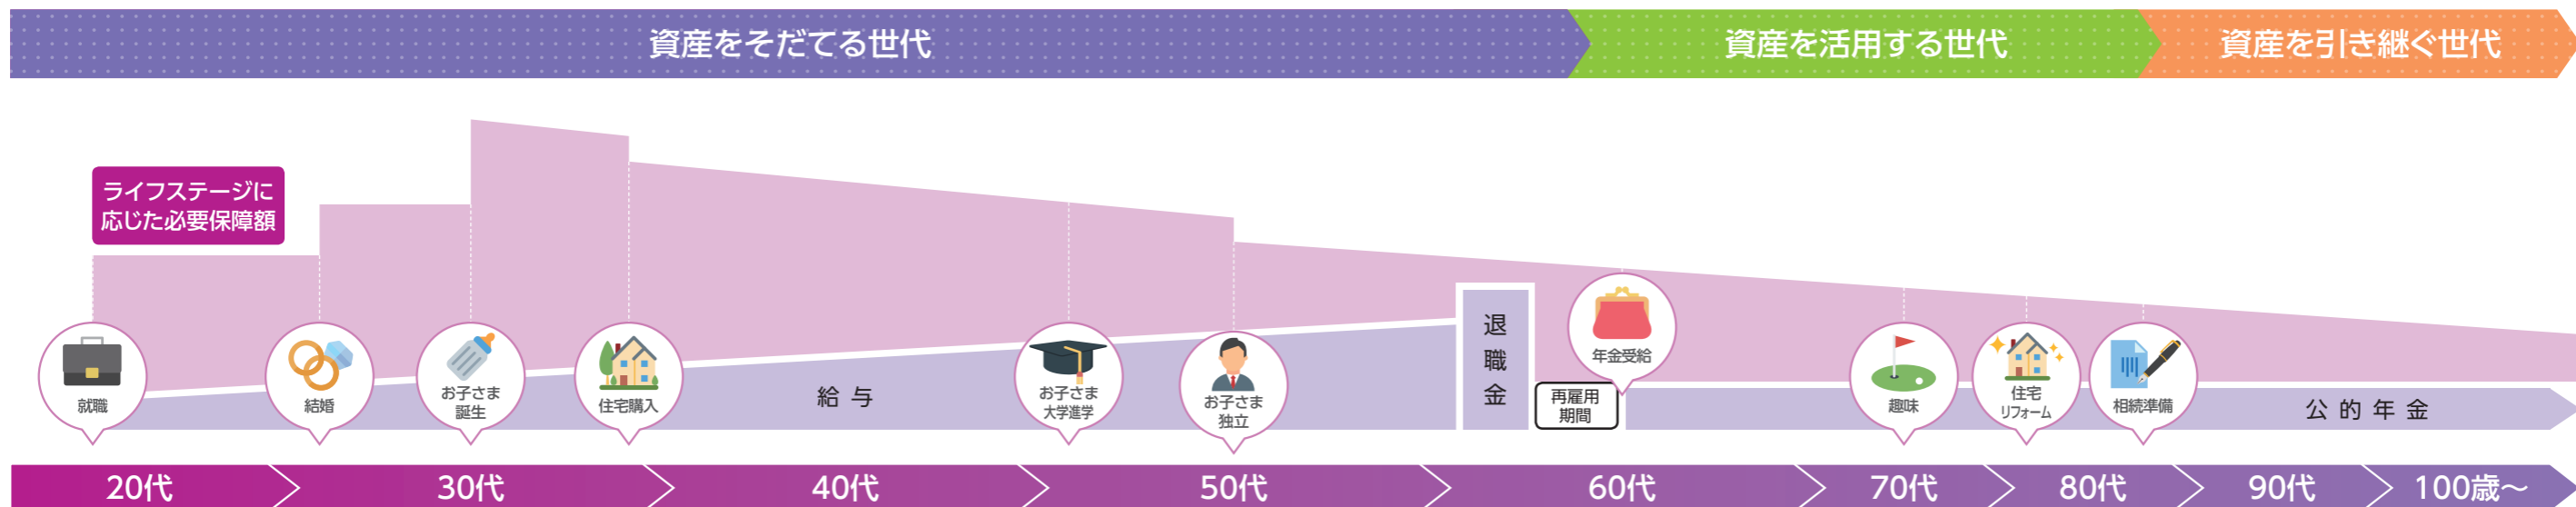 資産をそだてる世代
資産を活用する世代
資産を引き継ぐ世代
ライフステージに
応じた必要保障額
就職
結婚
お子さま
誕生
住宅購入
給与
お子さま
大学進学
お子さま
独立
退職金
再雇用
期間
年金受給
趣味
住宅
リフォーム
相続準備
公的年金
20代
30代
40代
50代
60代
70代
80代
90代
100歳〜